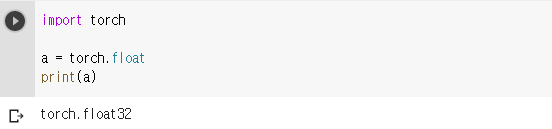 import torch
a = torch.float
print(a)
torch.float32